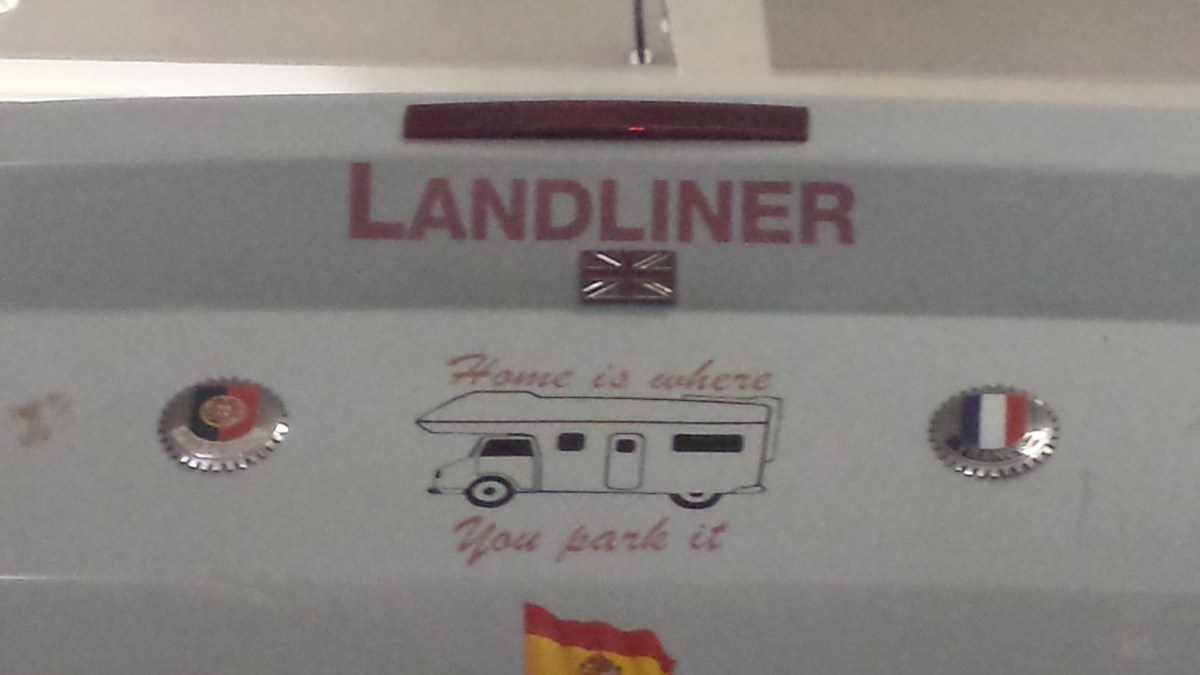 LANDLINER
Home is where
You park it